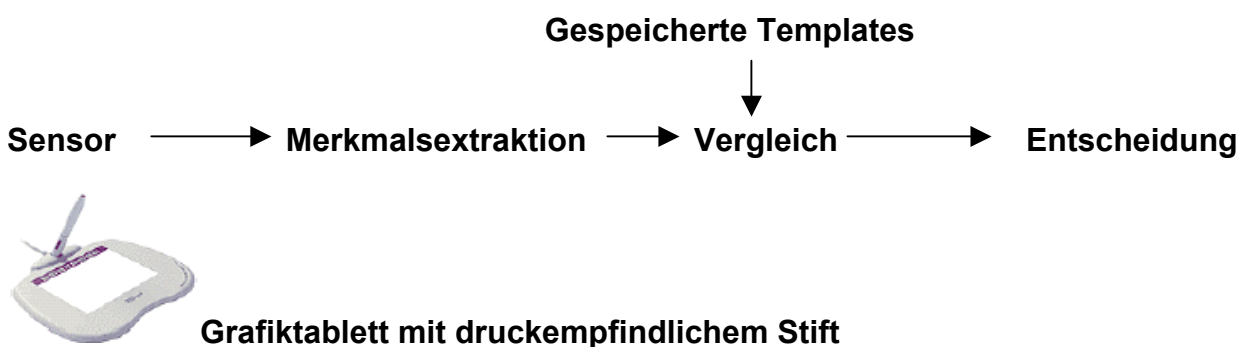 Gespeicherte Templates
Sensor Merkmalsextraktion Vergleich Entscheidung
Grafiktablett mit druckempfindlichem Stift